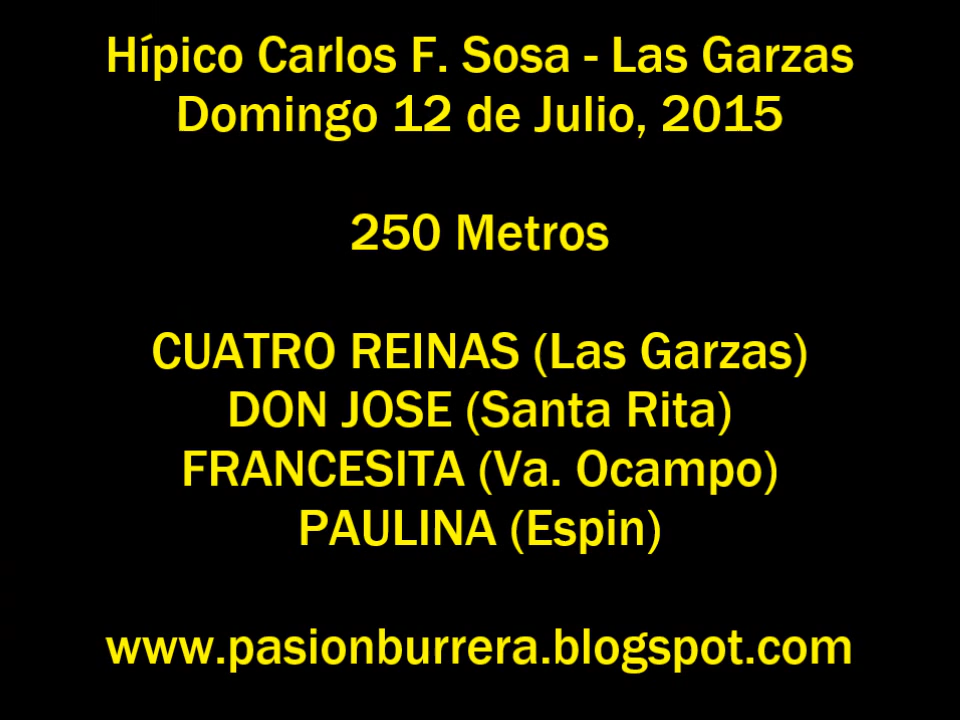 Hípico Carlos F. Sosa - Las Garzas
Domingo 12 de Julio, 2015
250 Metros
CUATRO REINAS (Las Garzas)
DON JOSE (Santa Rita)
FRANCESITA (Va. Ocampo)
PAULINA (Espin)
www.pasionburrera.blogspot.com